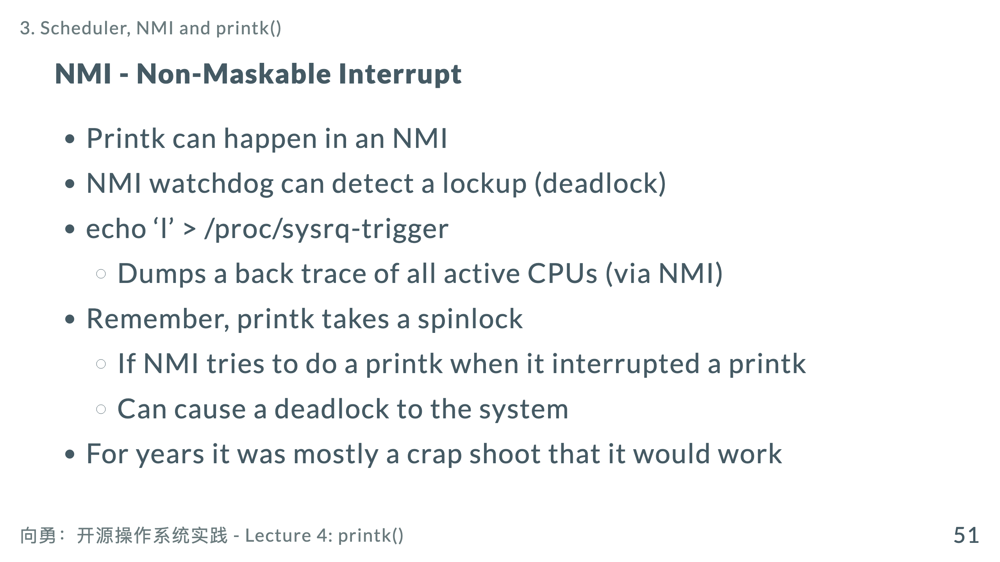 3. Scheduler, NMI and printk()
NMI - Non-Maskable Interrupt
• Printk can happen in an NMI
• NMI watchdog can detect a lockup (deadlock)
• echo ‘l’ > /proc/sysrq-trigger
○ Dumps a back trace of all active CPUs (via NMI)
• Remember, printk takes a spinlock
○ If NMI tries to do a printk when it interrupted a printk
○ Can cause a deadlock to the system
• For years it was mostly a crap shoot that it would work
向勇：开源操作系统实践 - Lecture 4: printk()
51